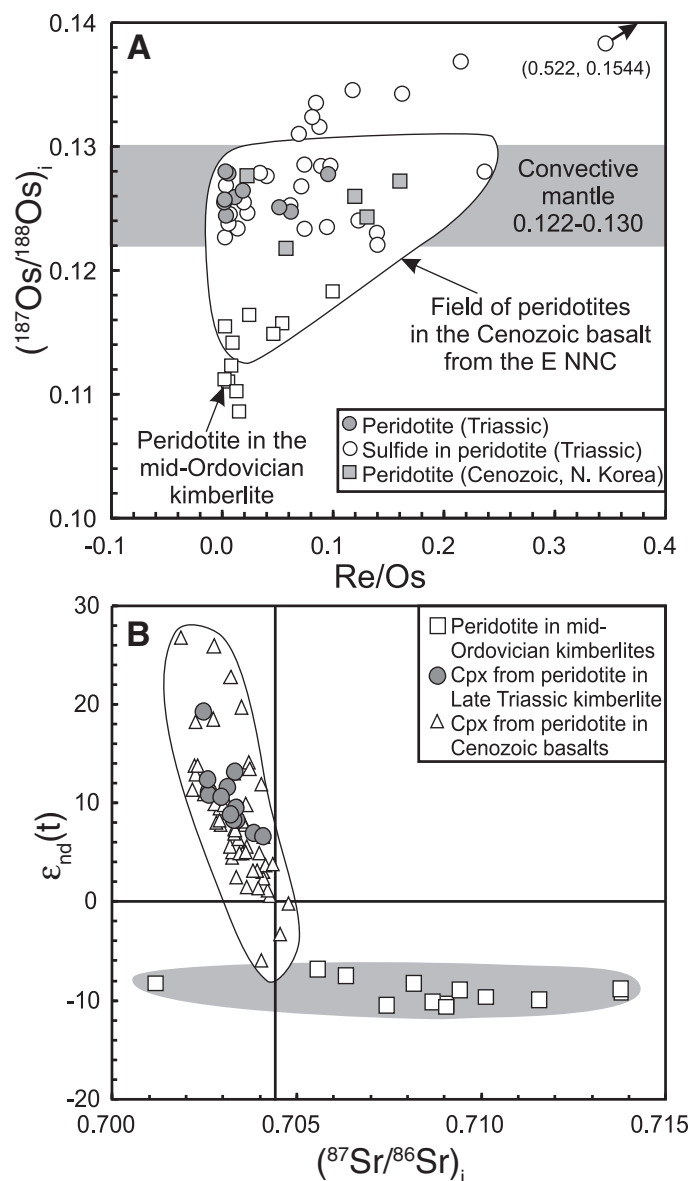 A
0.14
0.13
0.12
0.11
0.10
(¹⁸⁷Os/¹⁸⁸Os)ᵢ
(0.522, 0.1544)
Convective
mantle
0.122-0.130
Field of peridotites
in the Cenozoic basalt
from the E NNC
Peridotite in the
mid-Ordovician
kimberlite
Peridotite (Triassic)
Sulfide in peridotite (Triassic)
Peridotite (Cenozoic, N. Korea)
-0.1 0.0 0.1 0.2 0.3 0.4
Re/Os
B
30
20
10
0
-10
-20
εnd(t)
Peridotite in mid-
Ordovician kimberlites
Cpx from peridotite in
Late Triassic kimberlite
Cpx from peridotite in
Cenozoic basalts
0.700 0.705 0.710 0.715
(⁸⁷Sr/⁸⁶Sr)ᵢ